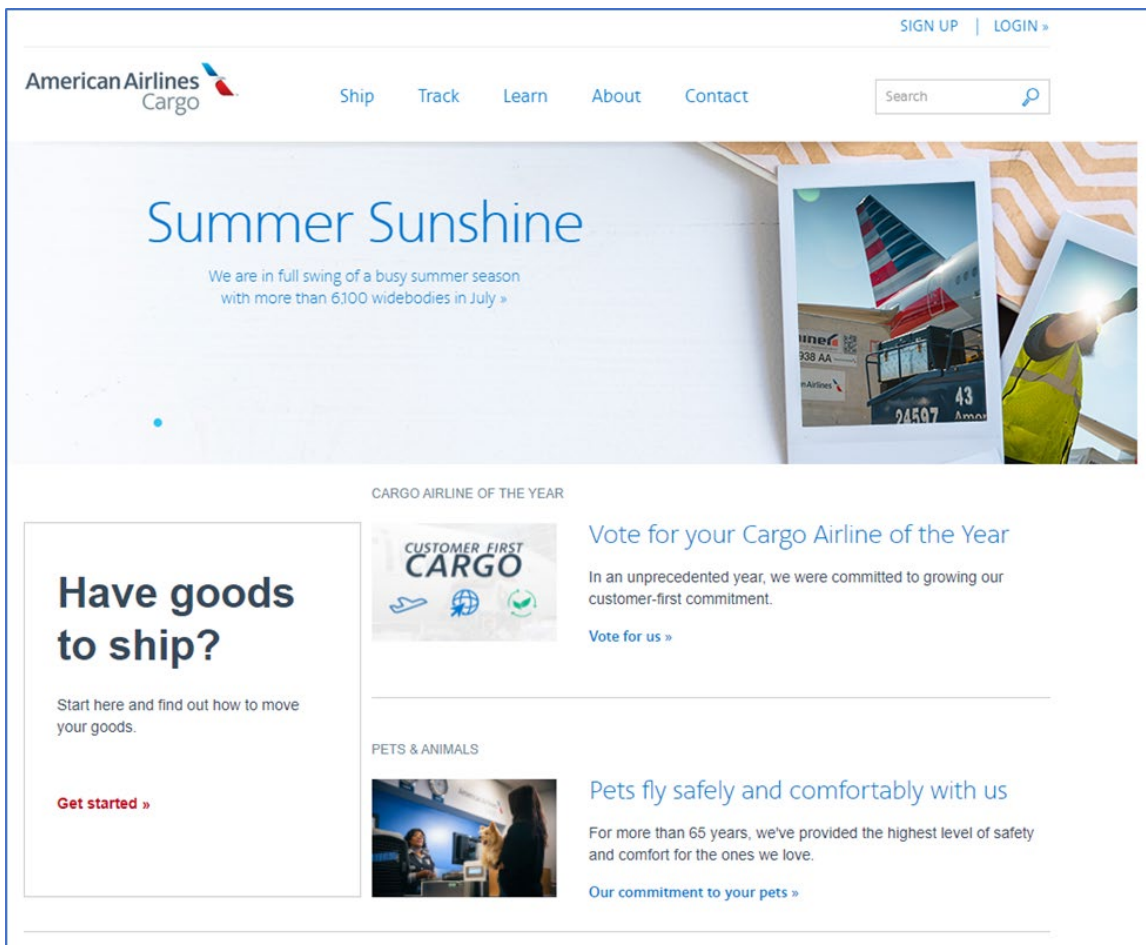 SIGN UP | LOGIN »
American Airlines
Cargo
Ship Track Learn About Contact
Search
Summer Sunshine
We are in full swing of a busy summer season
with more than 6,100 widebodies in July »
938 AA
43
24597
CARGO AIRLINE OF THE YEAR
CUSTOMER FIRST
CARGO
Vote for your Cargo Airline of the Year
In an unprecedented year, we were committed to growing our
customer-first commitment.
Vote for us »
Have goods
to ship?
Start here and find out how to move
your goods.
Get started »
PETS & ANIMALS
Pets fly safely and comfortably with us
For more than 65 years, we've provided the highest level of safety
and comfort for the ones we love.
Our commitment to your pets »